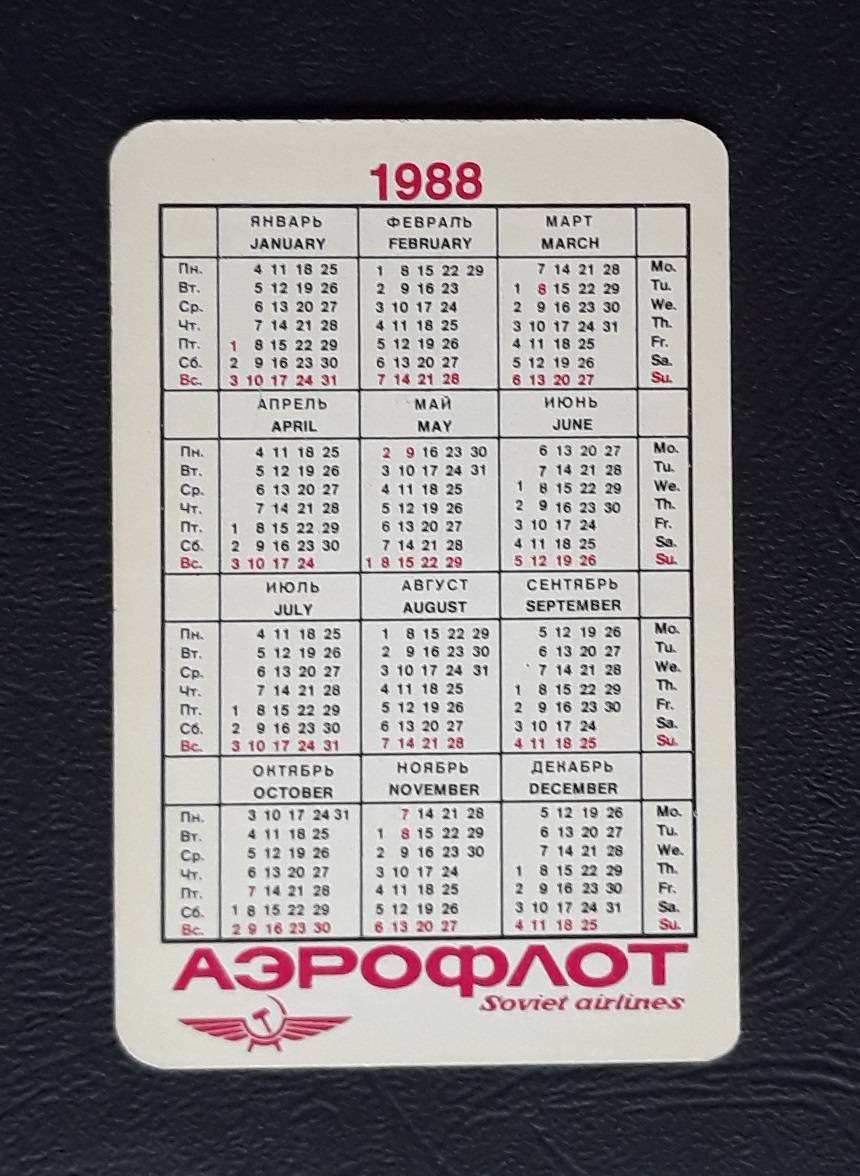 1988
ЯНВАРЬ ФЕВРАЛЬ МАРТ
JANUARY FEBRUARY MARCH
Пн. 4 11 18 25 1 8 15 22 29 7 14 21 28 Mo.
Вт. 5 12 19 26 2 9 16 23 1 8 15 22 29 Tu.
Ср. 6 13 20 27 3 10 17 24 2 9 16 23 30 We.
Чт. 7 14 21 28 4 11 18 25 3 10 17 24 31 Th.
Пт. 1 8 15 22 29 5 12 19 26 4 11 18 25 Fr.
Сб. 2 9 16 23 30 6 13 20 27 5 12 19 26 Sa.
Вс. 3 10 17 24 31 7 14 21 28 6 13 20 27 Su.
АПРЕЛЬ МАЙ ИЮНЬ
APRIL MAY JUNE
Пн. 4 11 18 25 2 9 16 23 30 6 13 20 27 Mo.
Вт. 5 12 19 26 3 10 17 24 31 7 14 21 28 Tu.
Ср. 6 13 20 27 4 11 18 25 1 8 15 22 29 We.
Чт. 7 14 21 28 5 12 19 26 2 9 16 23 30 Th.
Пт. 1 8 15 22 29 6 13 20 27 3 10 17 24 Fr.
Сб. 2 9 16 23 30 7 14 21 28 4 11 18 25 Sa.
Вс. 3 10 17 24 1 8 15 22 29 5 12 19 26 Su.
ИЮЛЬ АВГУСТ СЕНТЯБРЬ
JULY AUGUST SEPTEMBER
Пн. 4 11 18 25 1 8 15 22 29 5 12 19 26 Mo.
Вт. 5 12 19 26 2 9 16 23 30 6 13 20 27 Tu.
Ср. 6 13 20 27 3 10 17 24 31 7 14 21 28 We.
Чт. 7 14 21 28 4 11 18 25 1 8 15 22 29 Th.
Пт. 1 8 15 22 29 5 12 19 26 2 9 16 23 30 Fr.
Сб. 2 9 16 23 30 6 13 20 27 3 10 17 24 Sa.
Вс. 3 10 17 24 31 7 14 21 28 4 11 18 25 Su.
ОКТЯБРЬ НОЯБРЬ ДЕКАБРЬ
OCTOBER NOVEMBER DECEMBER
Пн. 3 10 17 24 31 7 14 21 28 5 12 19 26 Mo.
Вт. 4 11 18 25 1 8 15 22 29 6 13 20 27 Tu.
Ср. 5 12 19 26 2 9 16 23 30 7 14 21 28 We.
Чт. 6 13 20 27 3 10 17 24 1 8 15 22 29 Th.
Пт. 7 14 21 28 4 11 18 25 2 9 16 23 30 Fr.
Сб. 1 8 15 22 29 5 12 19 26 3 10 17 24 31 Sa.
Вс. 2 9 16 23 30 6 13 20 27 4 11 18 25 Su.
АЭРОФЛОТ
Soviet airlines